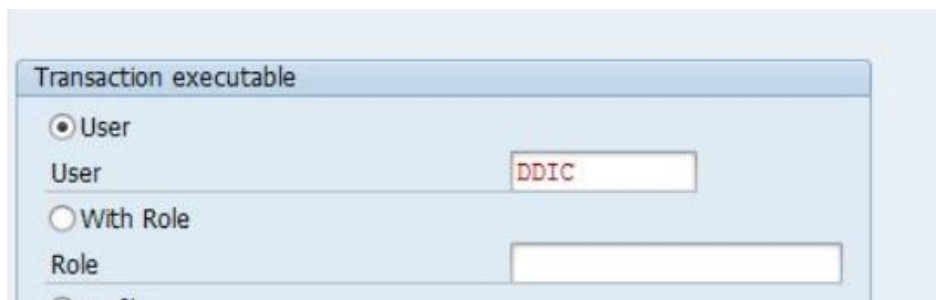 Transaction executable
User
User DDIC
With Role
Role